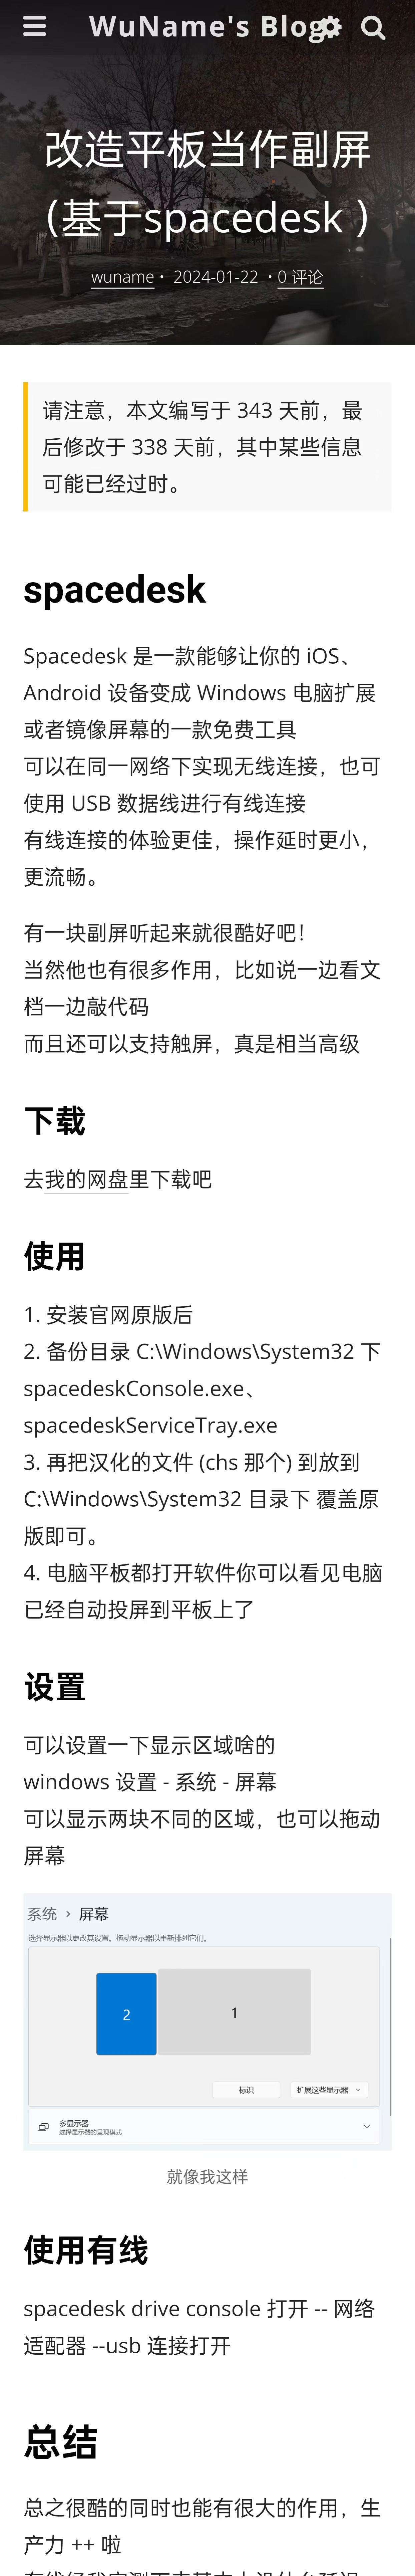 WuName's Blog
改造平板当作副屏
（基于spacedesk ）
wuname • 2024-01-22 • 0 评论
请注意，本文编写于 343 天前，最
后修改于 338 天前，其中某些信息
可能已经过时。
spacedesk
Spacedesk 是一款能够让你的 iOS、
Android 设备变成 Windows 电脑扩展
或者镜像屏幕的一款免费工具
可以在同一网络下实现无线连接，也可
使用 USB 数据线进行有线连接
有线连接的体验更佳，操作延时更小，
更流畅。
有一块副屏听起来就很酷好吧！
当然他也有很多作用，比如说一边看文
档一边敲代码
而且还可以支持触屏，真是相当高级
下载
去我的网盘里下载吧
使用
1. 安装官网原版后
2. 备份目录 C:\Windows\System32 下
spacedeskConsole.exe、
spacedeskServiceTray.exe
3. 再把汉化的文件 (chs 那个) 到放到
C:\Windows\System32 目录下 覆盖原
版即可。
4. 电脑平板都打开软件你可以看见电脑
已经自动投屏到平板上了
设置
可以设置一下显示区域啥的
windows 设置 - 系统 - 屏幕
可以显示两块不同的区域，也可以拖动
屏幕
系统 › 屏幕
选择显示器以更改其设置。拖动显示器以重新排列它们。
2
1
标识
扩展这些显示器
多显示器
选择显示器的呈现模式
就像我这样
使用有线
spacedesk drive console 打开 -- 网络
适配器 --usb 连接打开
总结
总之很酷的同时也能有很大的作用，生
产力 ++ 啦